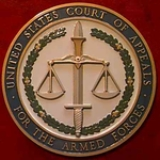 UNITED STATES COURT OF APPEALS
FOR THE ARMED FORCES